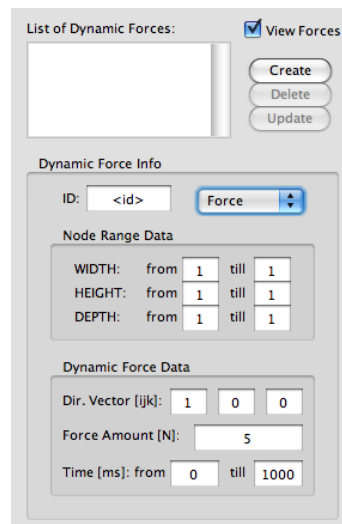 List of Dynamic Forces:
View Forces
Create
Delete
Update
Dynamic Force Info
ID: <id> Force
Node Range Data
WIDTH: from 1 till 1
HEIGHT: from 1 till 1
DEPTH: from 1 till 1
Dynamic Force Data
Dir. Vector [ijk]: 1 0 0
Force Amount [N]: 5
Time [ms]: from 0 till 1000